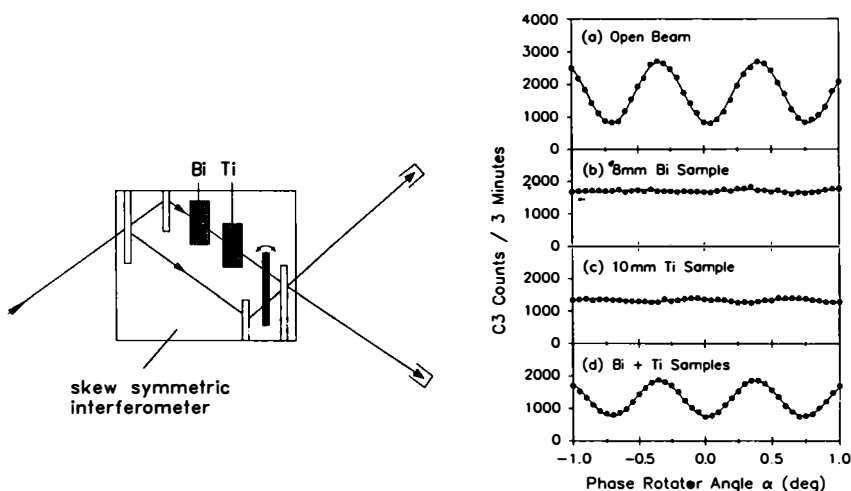 Bi Ti
skew symmetric
interferometer
C3 Counts / 3 Minutes
4000
(a) Open Beam
3000
2000
1000
0
(b) 8mm Bi Sample
2000
1000
0
(c) 10mm Ti Sample
2000
1000
0
(d) Bi + Ti Samples
2000
1000
0
-1.0 -0.5 0.0 0.5 1.0
Phase Rotator Angle α (deg)